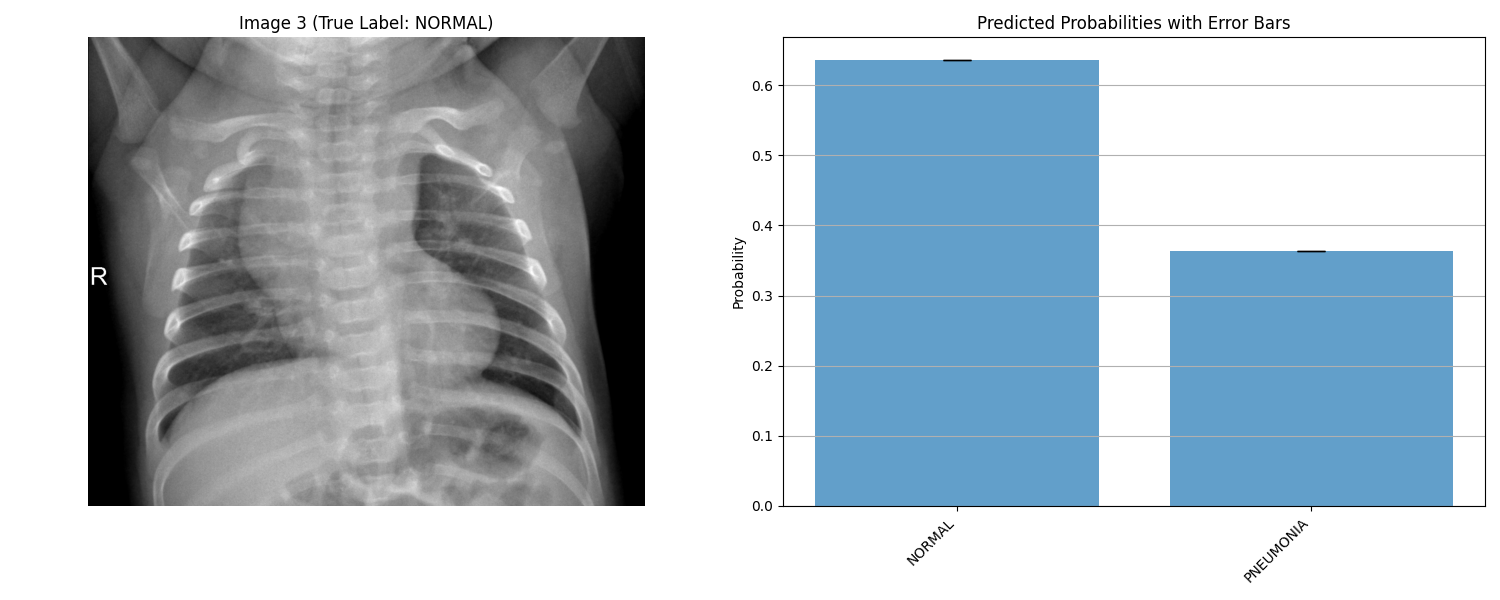 Image 3 (True Label: NORMAL)
R
Predicted Probabilities with Error Bars
Probability
0.6
0.5
0.4
0.3
0.2
0.1
0.0
NORMAL
PNEUMONIA